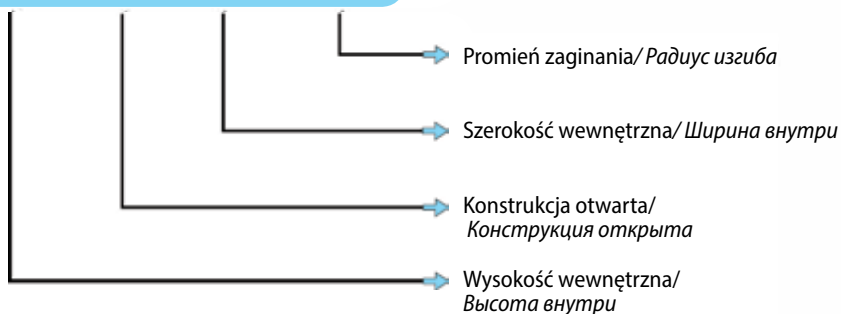 Promień zaginania/ Радиус изгиба
Szerokość wewnętrzna/ Ширина внутри
Konstrukcja otwarta/
Конструкция открыта
Wysokość wewnętrzna/
Высота внутри